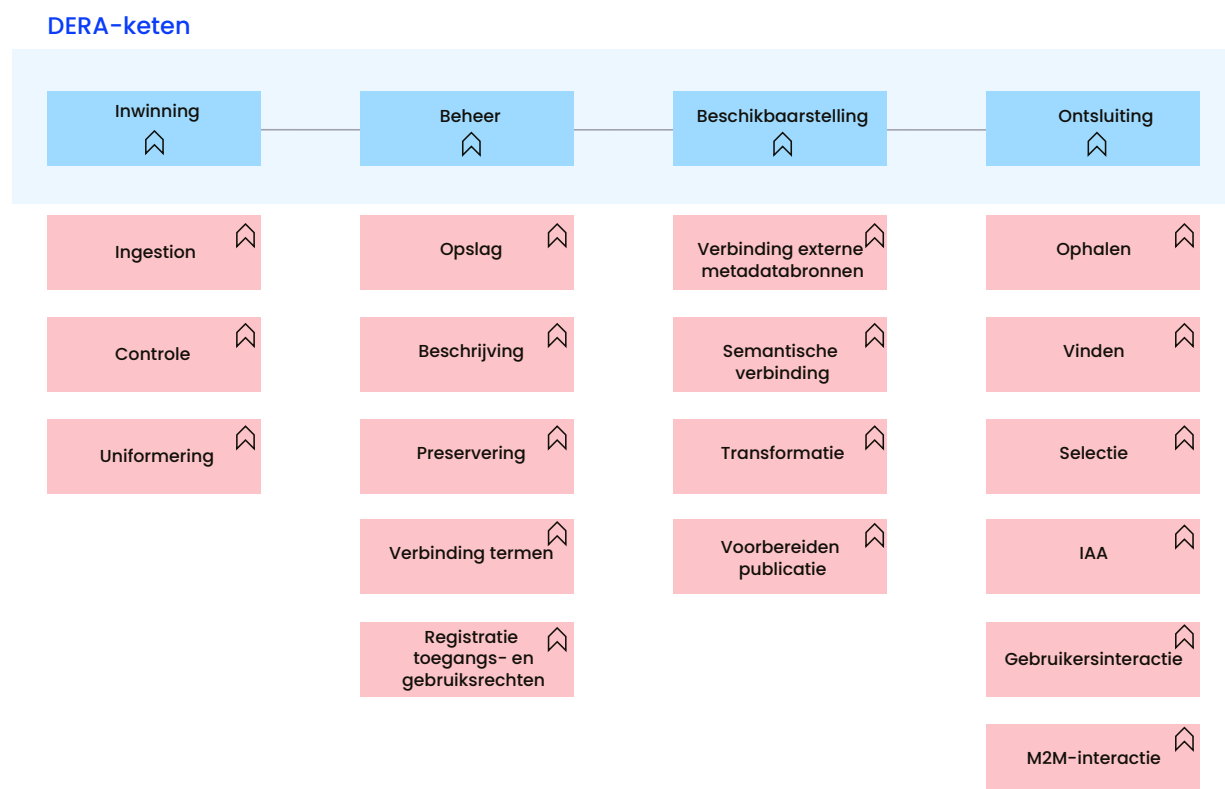 DERA-keten
Inwinning
Beheer
Beschikbaarstelling
Ontsluiting
Ingestion
Controle
Uniformering
Opslag
Beschrijving
Preservering
Verbinding termen
Registratie
toegangs- en
gebruiksrechten
Verbinding externe
metadatabronnen
Semantische
verbinding
Transformatie
Voorbereiden
publicatie
Ophalen
Vinden
Selectie
IAA
Gebruikersinteractie
M2M-interactie